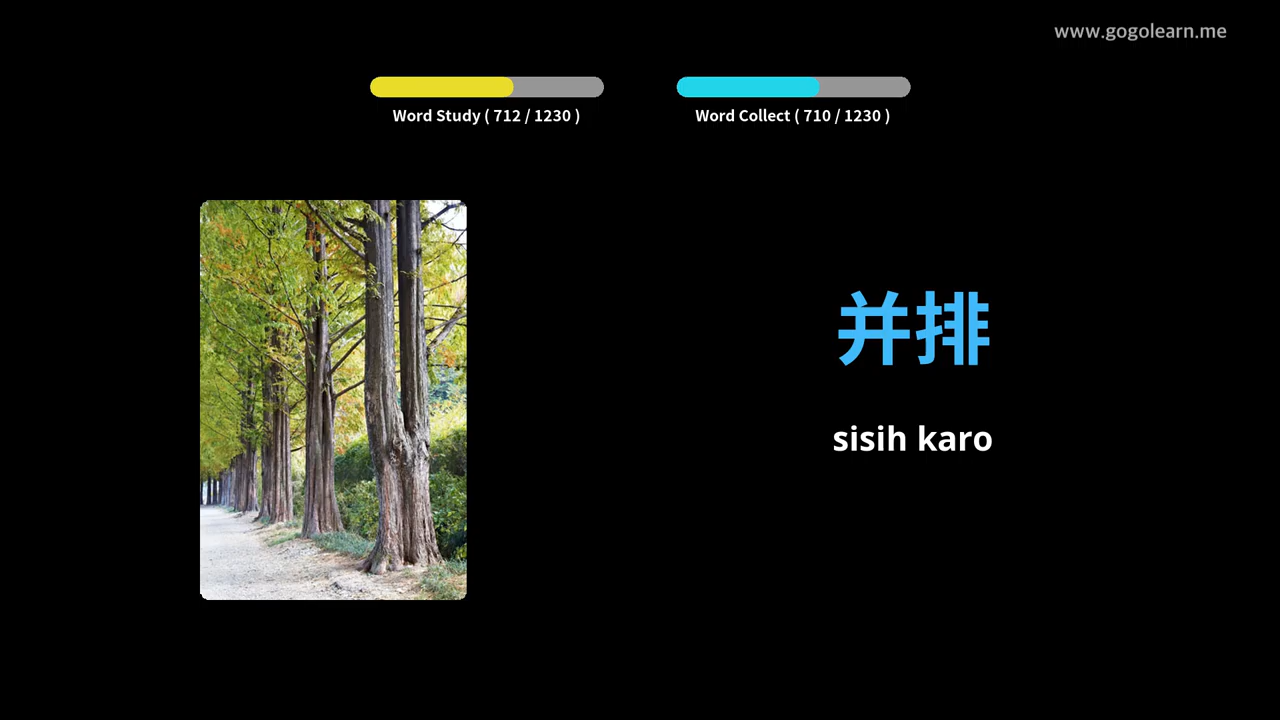 www.gogolearn.me
Word Study ( 712 / 1230 )
Word Collect ( 710 / 1230 )
并排
sisih karo